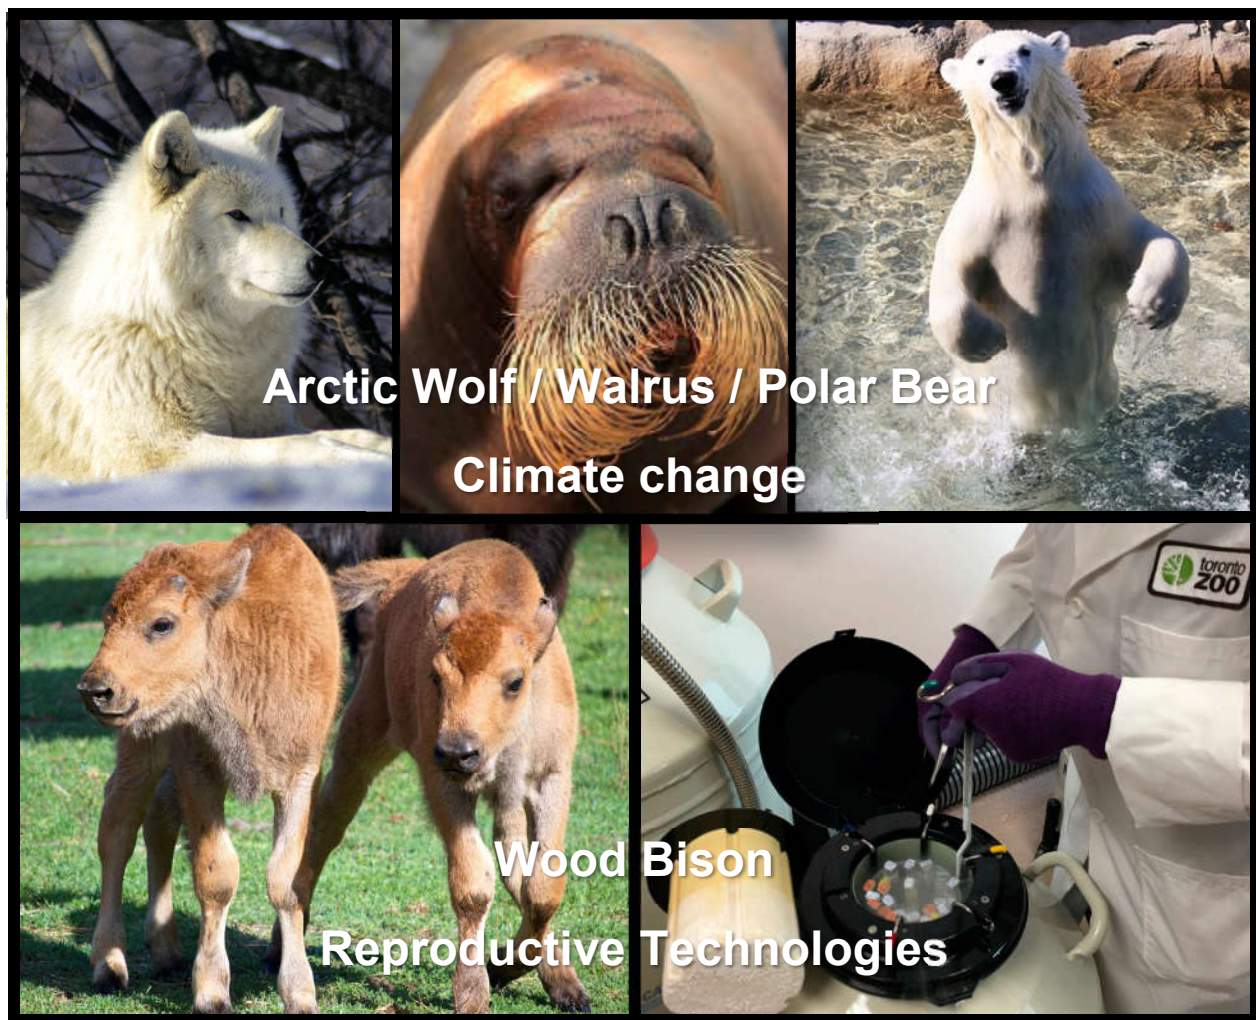 Arctic Wolf / Walrus / Polar Bear
Climate change
toronto
ZOO
Wood Bison
Reproductive Technologies